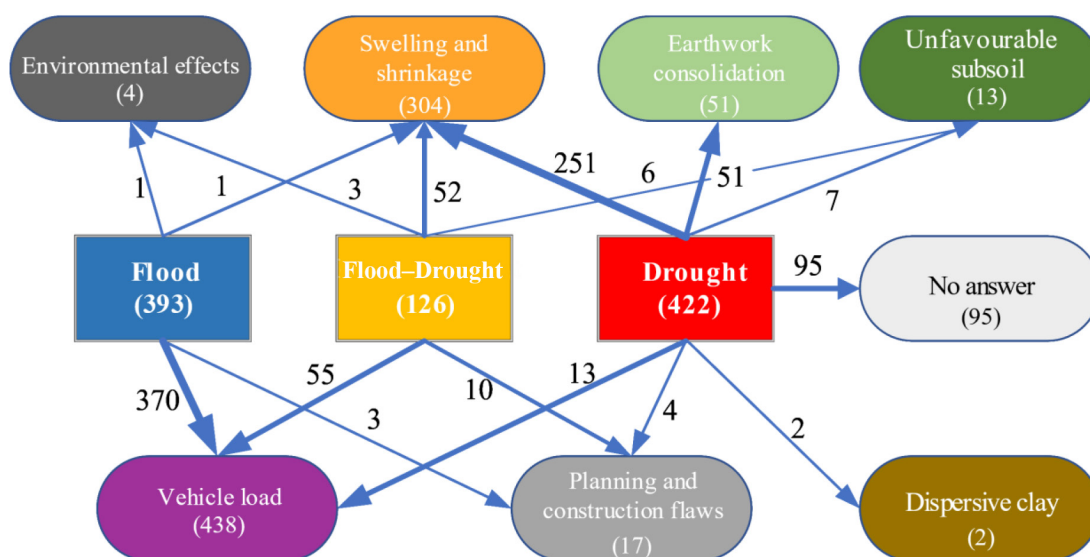 Environmental effects
(4)
Swelling and
shrinkage
(304)
Earthwork
consolidation
(51)
Unfavourable
subsoil
(13)
1
1
3
52
251
6
51
7
Flood
(393)
Flood–Drought
(126)
Drought
(422)
95
No answer
(95)
370
3
55
10
13
4
2
Vehicle load
(438)
Planning and
construction flaws
(17)
Dispersive clay
(2)